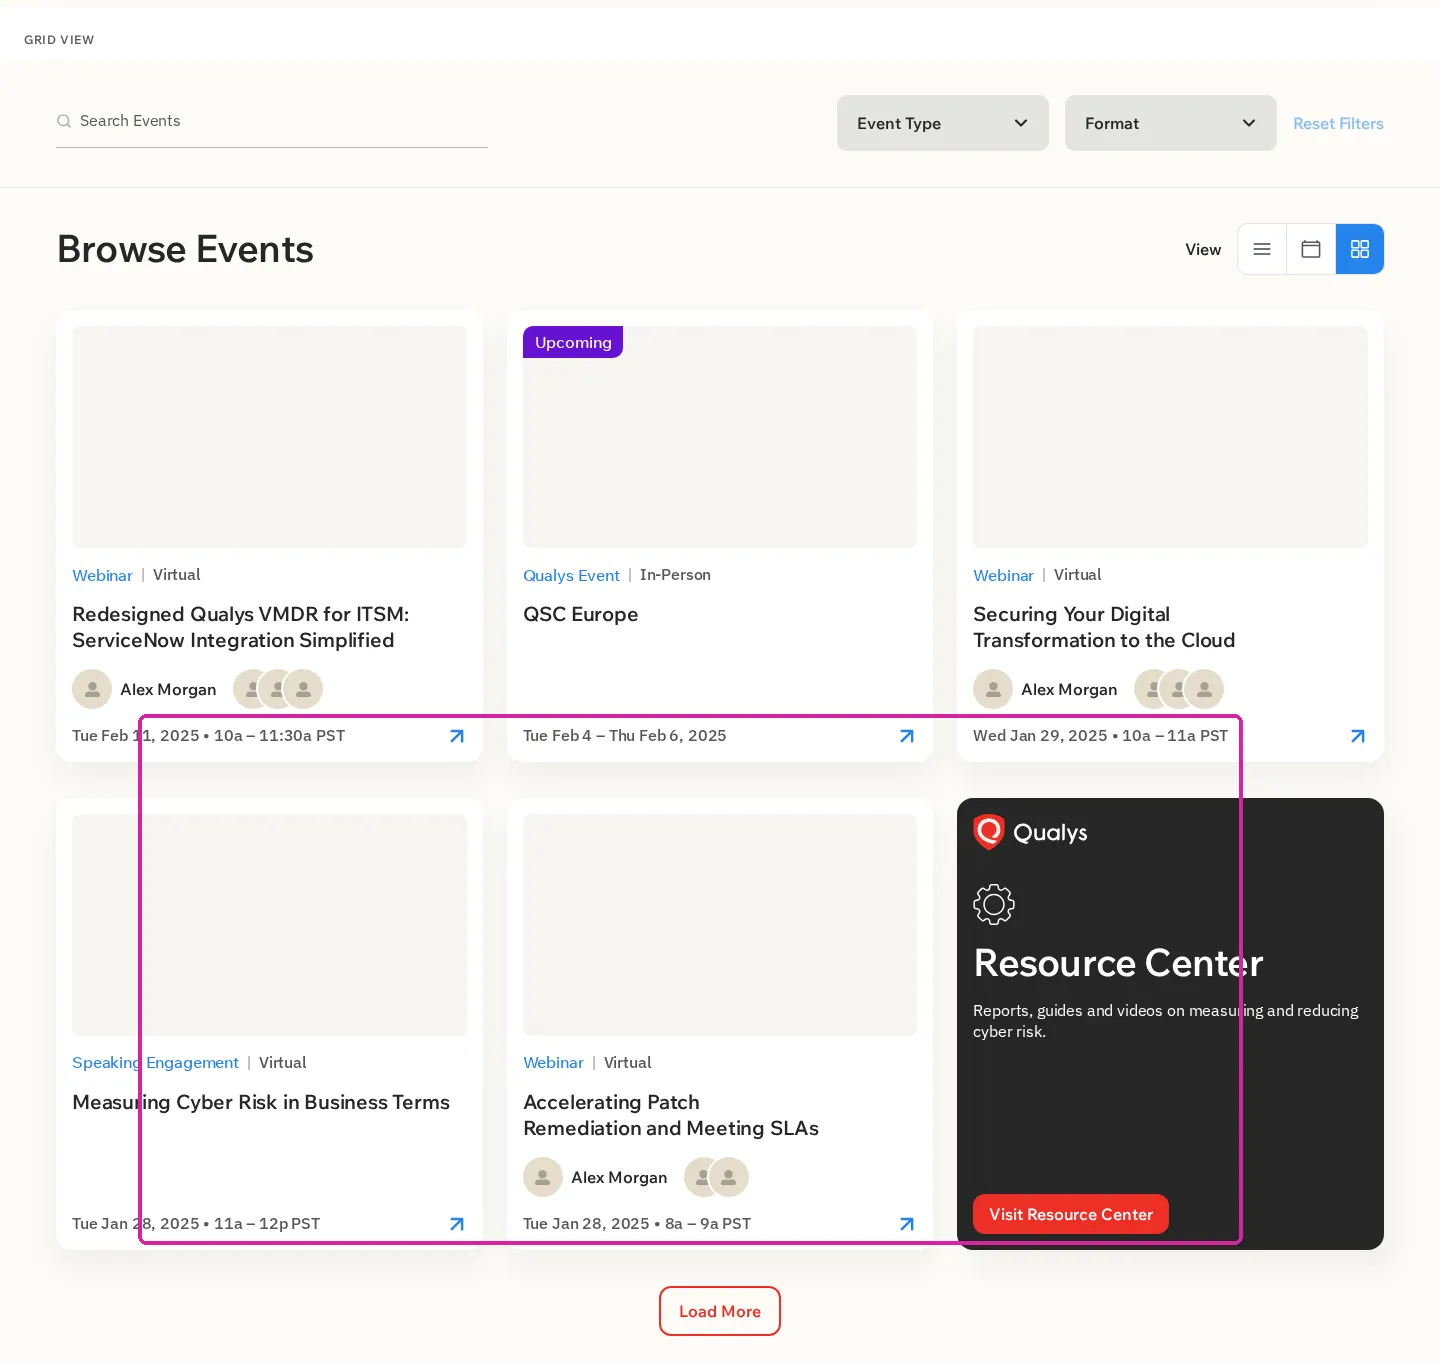 GRID VIEW
Search Events
Event Type
Format
Reset Filters
Browse Events
View
Webinar | Virtual
Redesigned Qualys VMDR for ITSM:
ServiceNow Integration Simplified
Alex Morgan
Tue Feb 11, 2025 • 10a – 11:30a PST
Upcoming
Qualys Event | In-Person
QSC Europe
Tue Feb 4 – Thu Feb 6, 2025
Webinar | Virtual
Securing Your Digital
Transformation to the Cloud
Alex Morgan
Wed Jan 29, 2025 • 10a – 11a PST
Speaking Engagement | Virtual
Measuring Cyber Risk in Business Terms
Tue Jan 28, 2025 • 11a – 12p PST
Webinar | Virtual
Accelerating Patch
Remediation and Meeting SLAs
Alex Morgan
Tue Jan 28, 2025 • 8a – 9a PST
Qualys
Resource Center
Reports, guides and videos on measuring and reducing
cyber risk.
Visit Resource Center
Load More